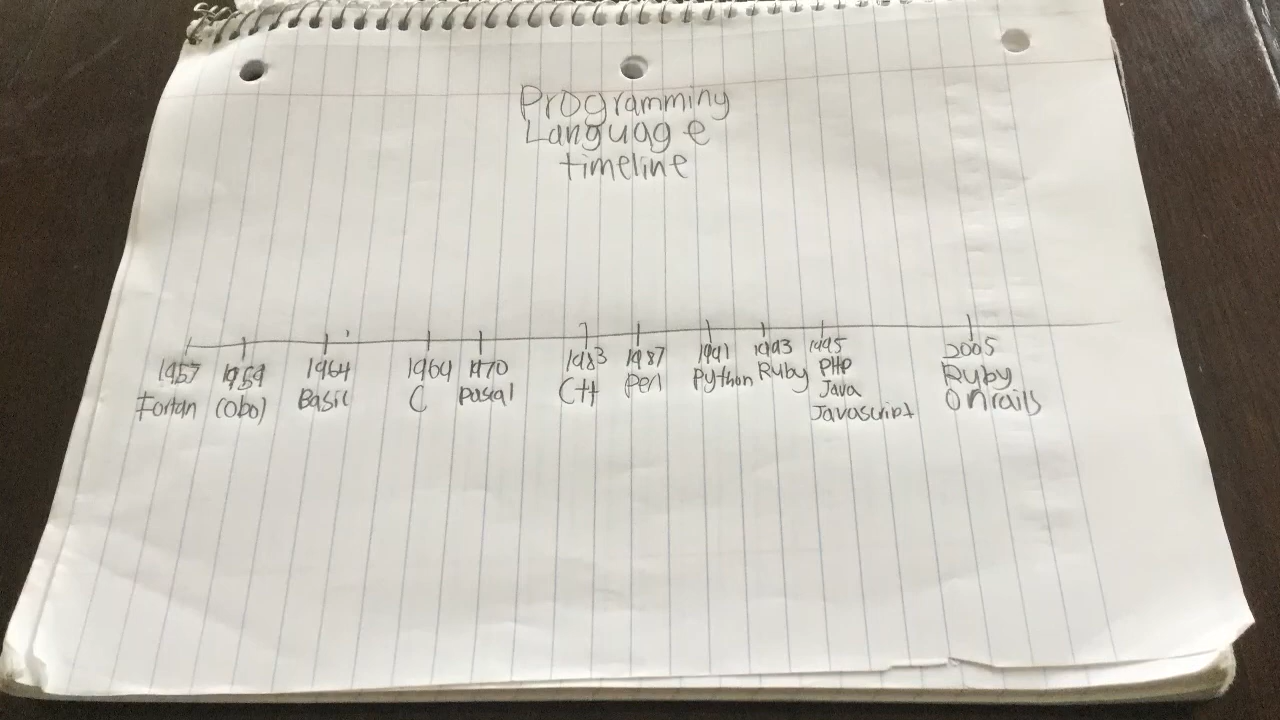 Programming
Language
timeline
1957
Fortan
1959
Cobol
1964
Basic
1969
C
1970
pascal
1983
C++
1987
perl
1991
Python
1993
Ruby
1995
PHP
Java
Javascript
2005
Ruby
On rails